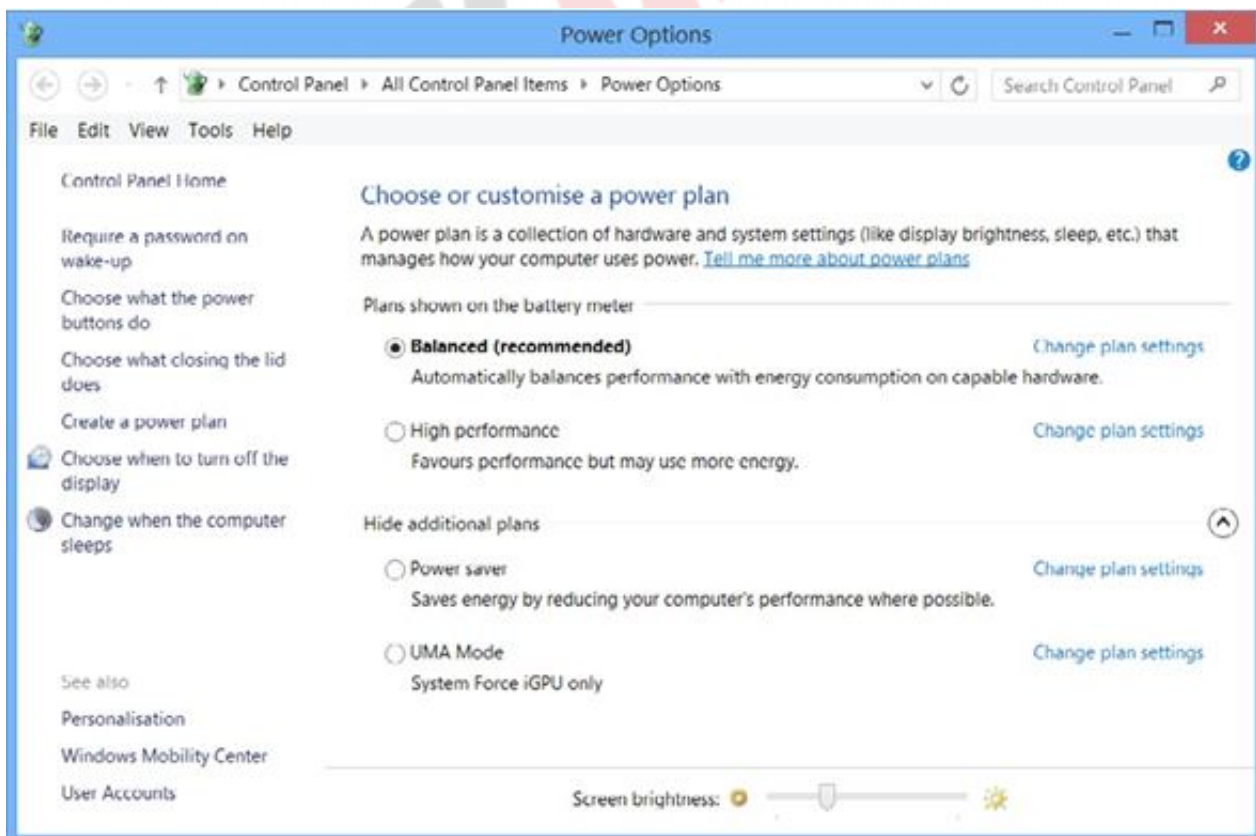 Power Options
Control Panel All Control Panel Items Power Options
Search Control Panel
File Edit View Tools Help
Control Panel Home
Require a password on
wake-up
Choose what the power
buttons do
Choose what closing the lid
does
Create a power plan
Choose when to turn off the
display
Change when the computer
sleeps
See also
Personalisation
Windows Mobility Center
User Accounts
Choose or customise a power plan
A power plan is a collection of hardware and system settings (like display brightness, sleep, etc.) that
manages how your computer uses power. Tell me more about power plans
Plans shown on the battery meter
Balanced (recommended) Change plan settings
Automatically balances performance with energy consumption on capable hardware.
High performance Change plan settings
Favours performance but may use more energy.
Hide additional plans
Power saver Change plan settings
Saves energy by reducing your computer's performance where possible.
UMA Mode Change plan settings
System Force iGPU only
Screen brightness: